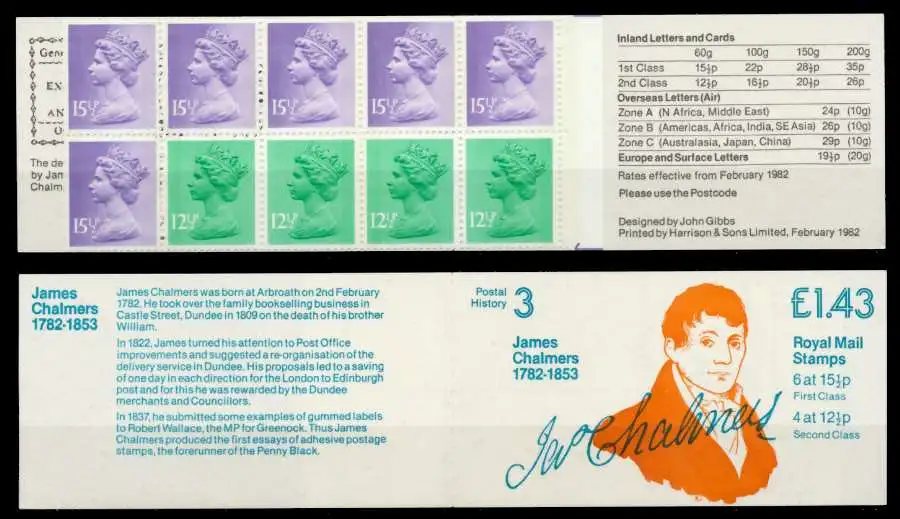 Gen
EX
AN
O
The de
by Jan
Chalm
15½P 15½P 15½P 15½P 15½P
15½P 12½P 12½P 12½P 12½P
Inland Letters and Cards
60g 100g 150g 200g
1st Class 15½p 22p 28½p 35p
2nd Class 12½p 16½p 20½p 26p
Overseas Letters (Air)
Zone A (N Africa, Middle East) 24p (10g)
Zone B (Americas, Africa, India, SE Asia) 26p (10g)
Zone C (Australasia, Japan, China) 29p (10g)
Europe and Surface Letters 19½p (20g)
Rates effective from February 1982
Please use the Postcode
Designed by John Gibbs
Printed by Harrison & Sons Limited, February 1982
James
Chalmers
1782-1853
James Chalmers was born at Arbroath on 2nd February
1782. He took over the family bookselling business in
Castle Street, Dundee in 1809 on the death of his brother
William.
In 1822, James turned his attention to Post Office
improvements and suggested a re-organisation of the
delivery service in Dundee. His proposals led to a saving
of one day in each direction for the London to Edinburgh
post and for this he was rewarded by the Dundee
merchants and Councillors.
In 1837, he submitted some examples of gummed labels
to Robert Wallace, the MP for Greenock. Thus James
Chalmers produced the first essays of adhesive postage
stamps, the forerunner of the Penny Black.
Postal
History 3
James
Chalmers
1782-1853
Jas Chalmers
£1.43
Royal Mail
Stamps
6 at 15½p
First Class
4 at 12½p
Second Class